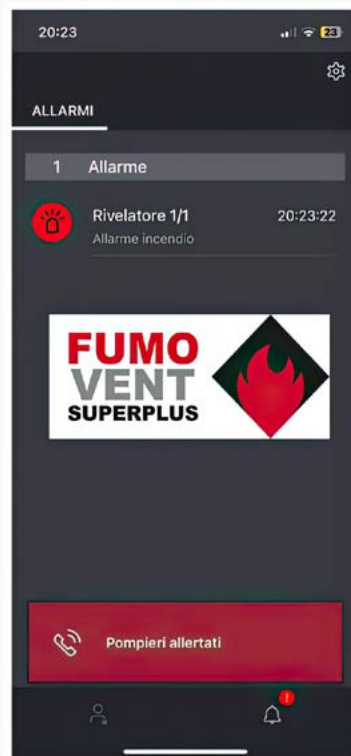 20:23
23
ALLARMI
1 Allarme
Rivelatore 1/1 20:23:22
Allarme incendio
FUMO
VENT
SUPERPLUS
Pompieri allertati
!